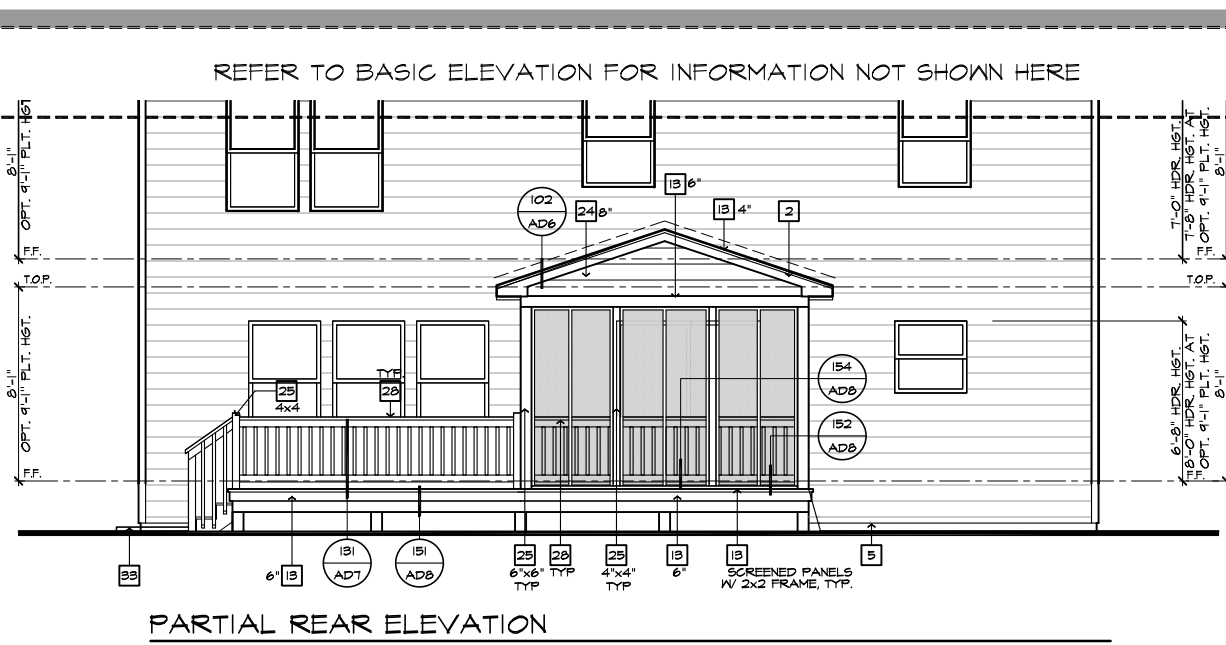 REFER TO BASIC ELEVATION FOR INFORMATION NOT SHOWN HERE
8'-1"
OPT. 9'-1" PLT. HGT.
F.F.
T.O.P.
8'-1"
OPT. 9'-1" PLT. HGT.
F.F.
102
AD6
24 8"
13 6"
13 4"
2
7'-0" HDR. HGT.
7'-8" HDR. HGT. AT
OPT. 9'-1" PLT. HGT.
8'-1"
F.F.
T.O.P.
6'-8" HDR. HGT.
8'-0" HDR. HGT. AT
OPT. 9'-1" PLT. HGT.
8'-1"
F.F.
25
4x4
TYP.
28
154
AD8
152
AD8
33
6" 13
131
AD7
151
AD8
25
6"x6"
TYP
28
TYP
25
4"x4"
TYP
13
6"
13
SCREENED PANELS
W/ 2x2 FRAME, TYP.
5
PARTIAL REAR ELEVATION